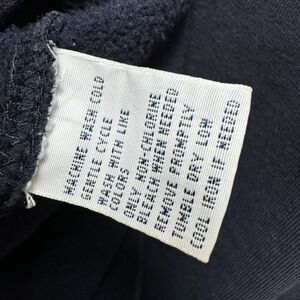 MACHINE WASH COLD
GENTLE CYCLE
WASH WITH LIKE
COLORS
ONLY NON-CHLORINE
BLEACH WHEN NEEDED
REMOVE PROMPTLY
TUMBLE DRY LOW
COOL IRON IF NEEDED